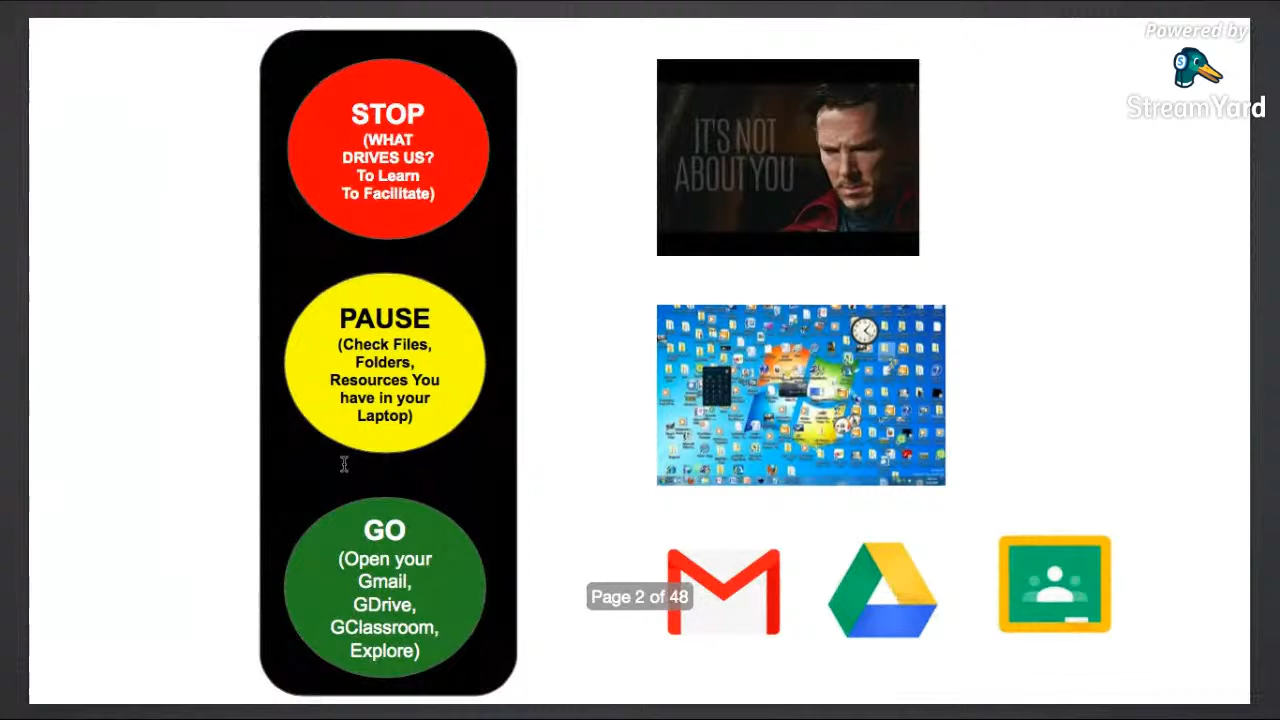 Powered by
StreamYard
STOP
(WHAT
DRIVES US?
To Learn
To Facilitate)
IT'S NOT
ABOUT YOU
PAUSE
(Check Files,
Folders,
Resources You
have in your
Laptop)
GO
(Open your
Gmail,
GDrive,
GClassroom,
Explore)
Page 2 of 48